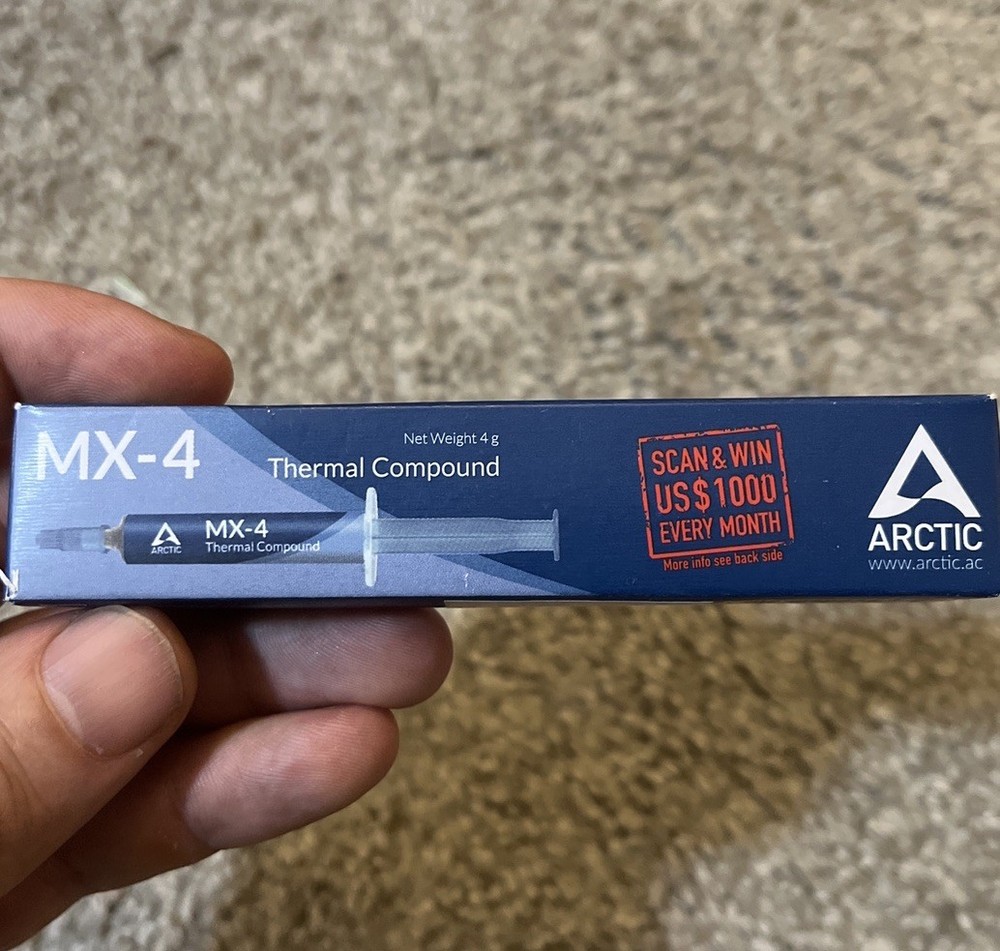 MX-4
Net Weight 4 g
Thermal Compound
ARCTIC
MX-4
Thermal Compound
SCAN & WIN
US$1000
EVERY MONTH
More info see back side
ARCTIC
www.arctic.ac